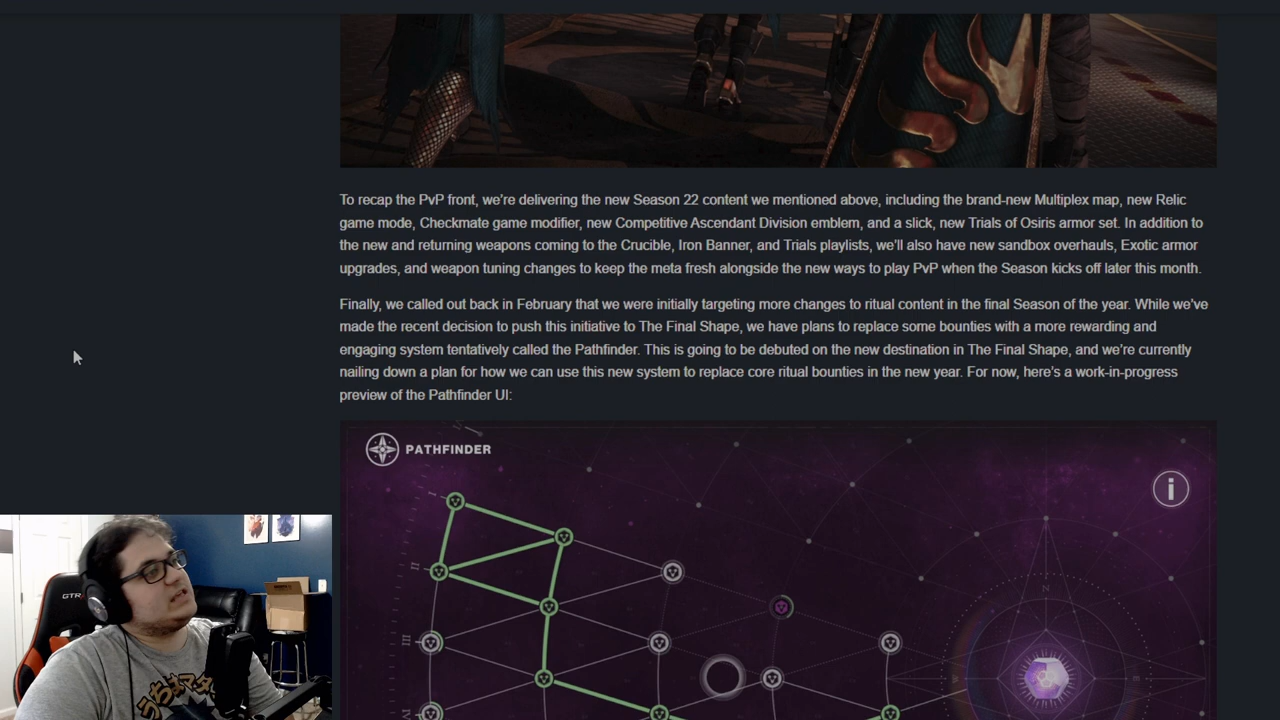 To recap the PvP front, we’re delivering the new Season 22 content we mentioned above, including the brand-new Multiplex map, new Relic
game mode, Checkmate game modifier, new Competitive Ascendant Division emblem, and a slick, new Trials of Osiris armor set. In addition to
the new and returning weapons coming to the Crucible, Iron Banner, and Trials playlists, we’ll also have new sandbox overhauls, Exotic armor
upgrades, and weapon tuning changes to keep the meta fresh alongside the new ways to play PvP when the Season kicks off later this month.
Finally, we called out back in February that we were initially targeting more changes to ritual content in the final Season of the year. While we’ve
made the recent decision to push this initiative to The Final Shape, we have plans to replace some bounties with a more rewarding and
engaging system tentatively called the Pathfinder. This is going to be debuted on the new destination in The Final Shape, and we’re currently
nailing down a plan for how we can use this new system to replace core ritual bounties in the new year. For now, here’s a work-in-progress
preview of the Pathfinder UI:
PATHFINDER
i
I
II
III
IV
N
W
E
GTR
うちはマダ